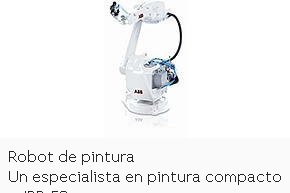 ABB
Robot de pintura
Un especialista en pintura compacto